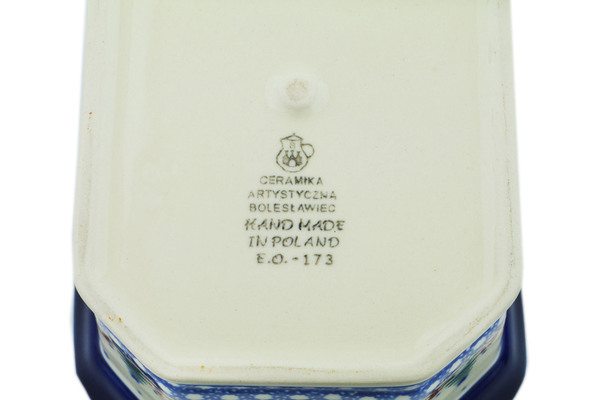 CERAMIKA
ARTYSTYCZNA
BOLESŁAWIEC
HAND MADE
IN POLAND
E.O.-173